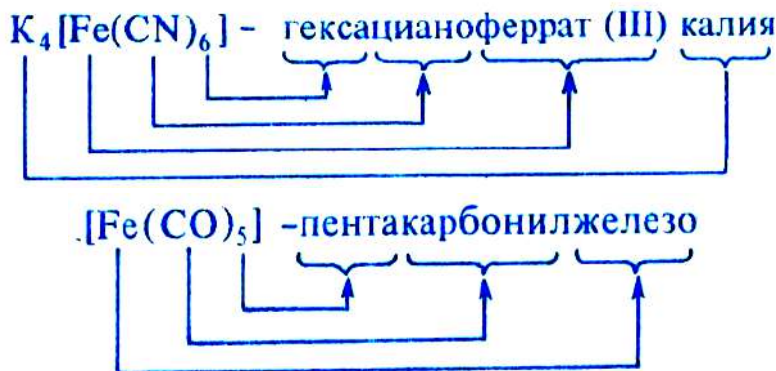 K₄[Fe(CN)₆] – гексацианоферрат (III) калия
[Fe(CO)₅] –пентакарбонилжелезо